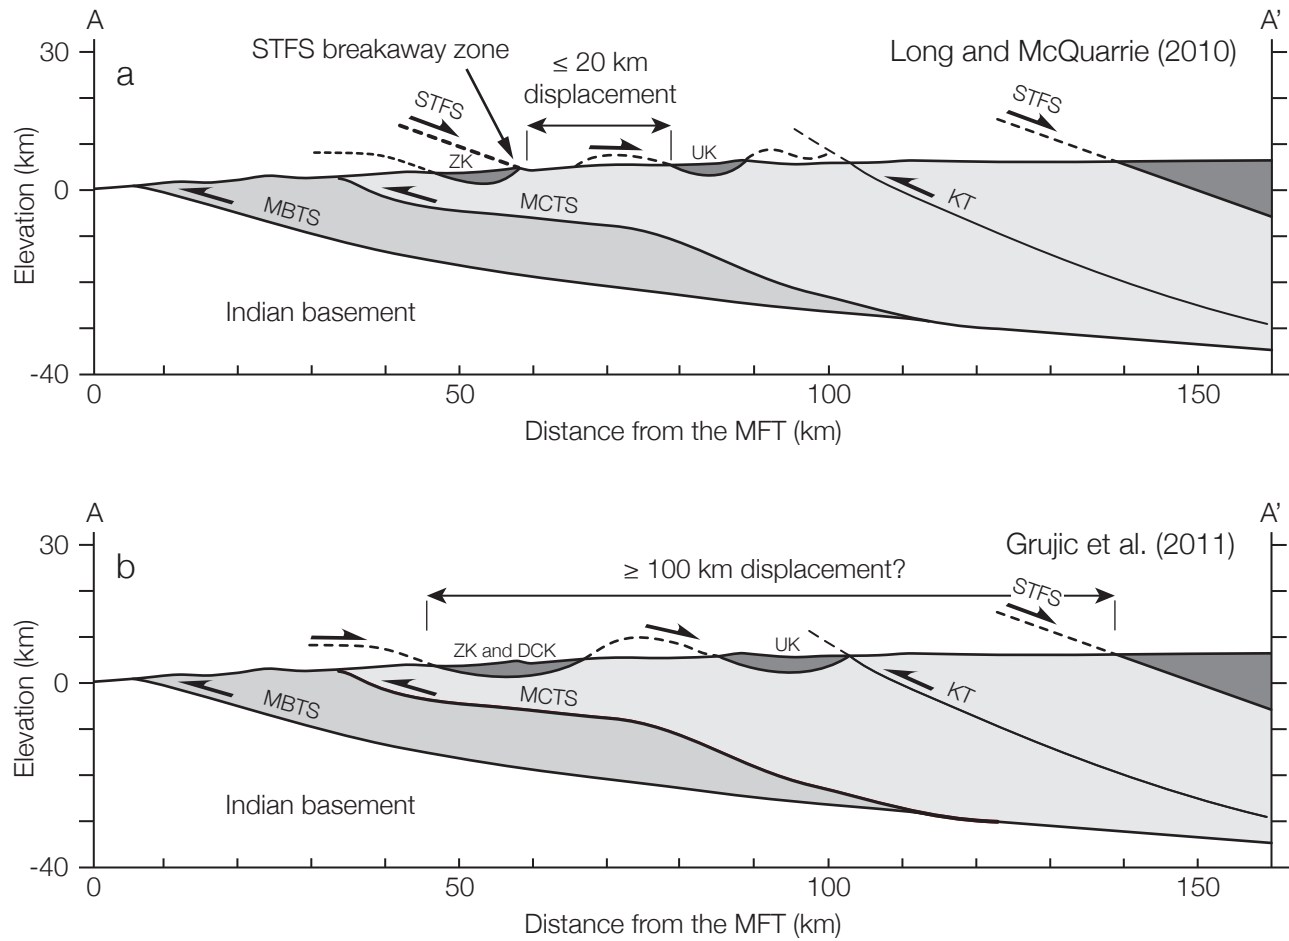 A
A'
30
a
STFS breakaway zone
≤ 20 km
displacement
Long and McQuarrie (2010)
STFS
STFS
ZK
UK
0
MBTS
MCTS
KT
Elevation (km)
Indian basement
-40
0
50
100
150
Distance from the MFT (km)
A
A'
30
b
Grujic et al. (2011)
≥ 100 km displacement?
STFS
ZK and DCK
UK
0
MBTS
MCTS
KT
Elevation (km)
Indian basement
-40
0
50
100
150
Distance from the MFT (km)